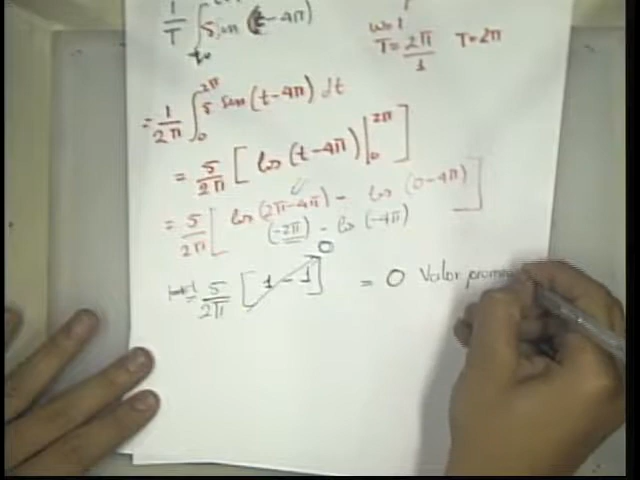 1/T ∫ 5 sin (t-4π)
w=1
T= 2π/1 T=2π
= 1/2π ∫₀^2π 5 sen (t-4π) dt
= 5/2π [ cos (t-4π) |₀^2π ]
= 5/2π [ cos (2π-4π) - cos (0-4π) ]
(-2π) - cos (-4π)
= 5/2π [ 1 - 1 ] 0 = 0 Valor